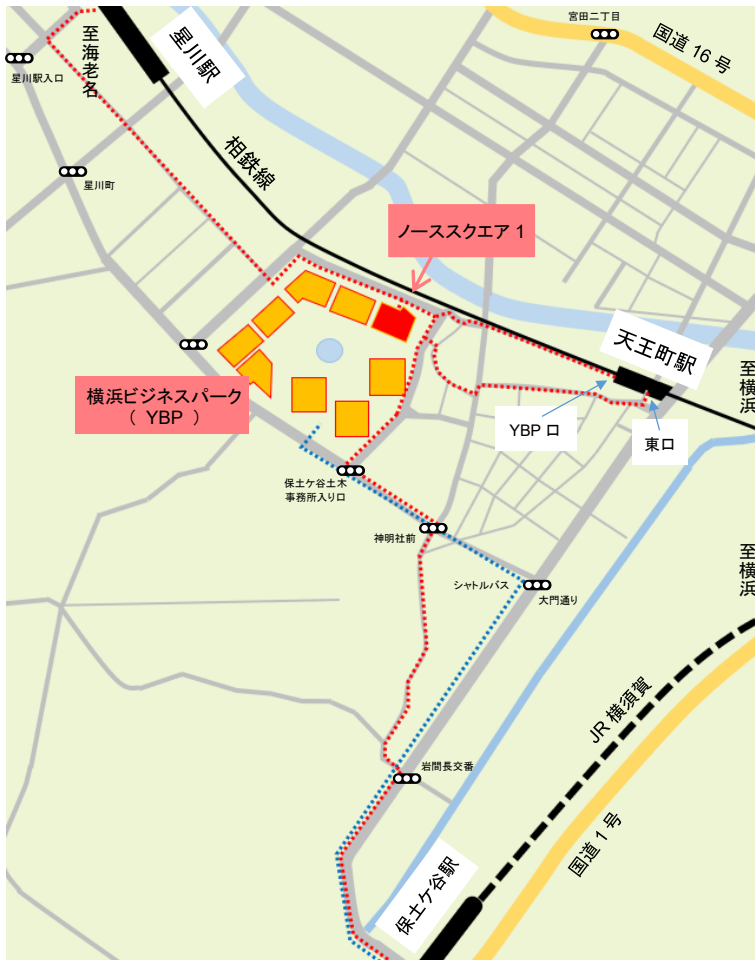 宮田二丁目
国道 16 号
至海老名
星川駅
星川駅入口
相鉄線
星川町
ノーススクエア 1
天王町駅
至横浜
横浜ビジネスパーク
（ YBP ）
YBP 口
東口
保土ケ谷土木
事務所入り口
神明社前
至横浜
シャトルバス
大門通り
JR 横須賀
岩間長交番
国道 1 号
保土ケ谷駅